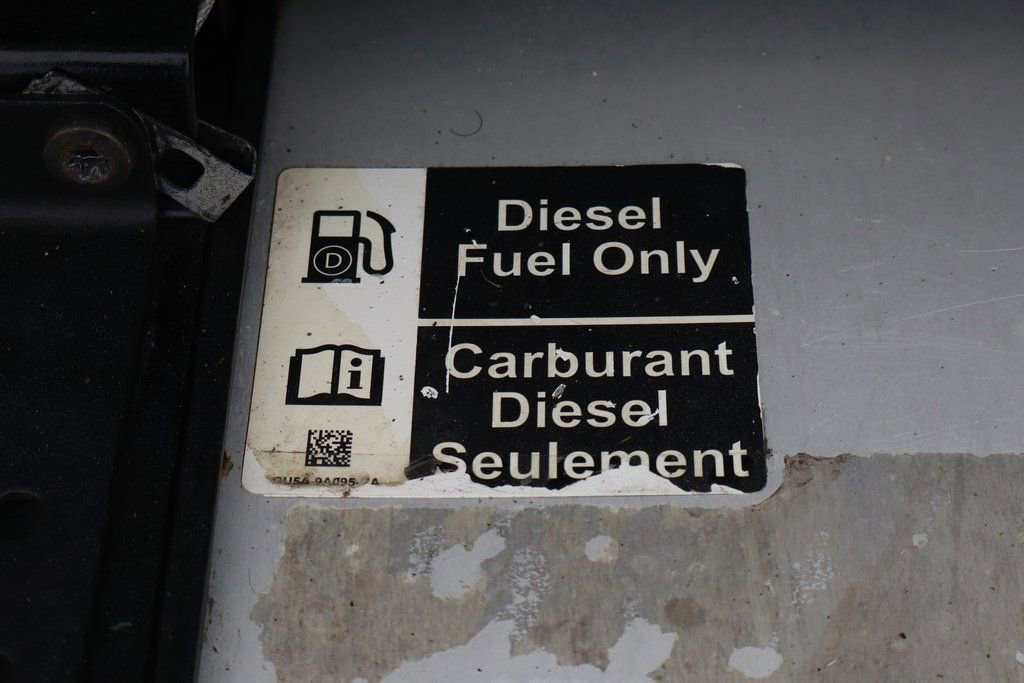 Diesel
Fuel Only
D
Carburant
Diesel
Seulement
i